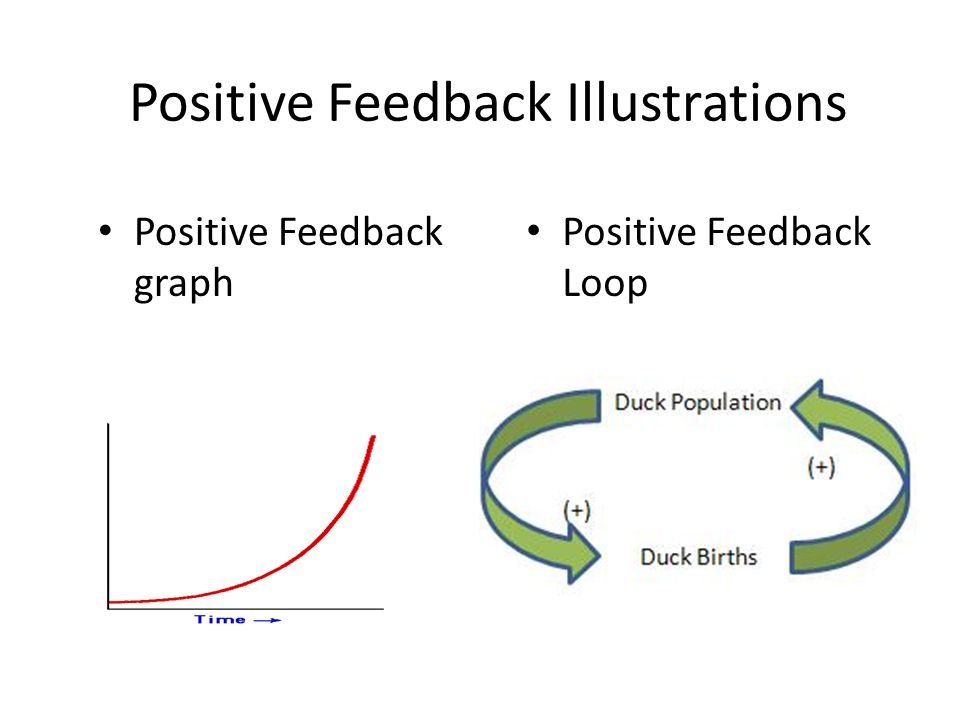 Positive Feedback Illustrations
• Positive Feedback
graph
• Positive Feedback
Loop
Time →
Duck Population
(+)
(+)
Duck Births